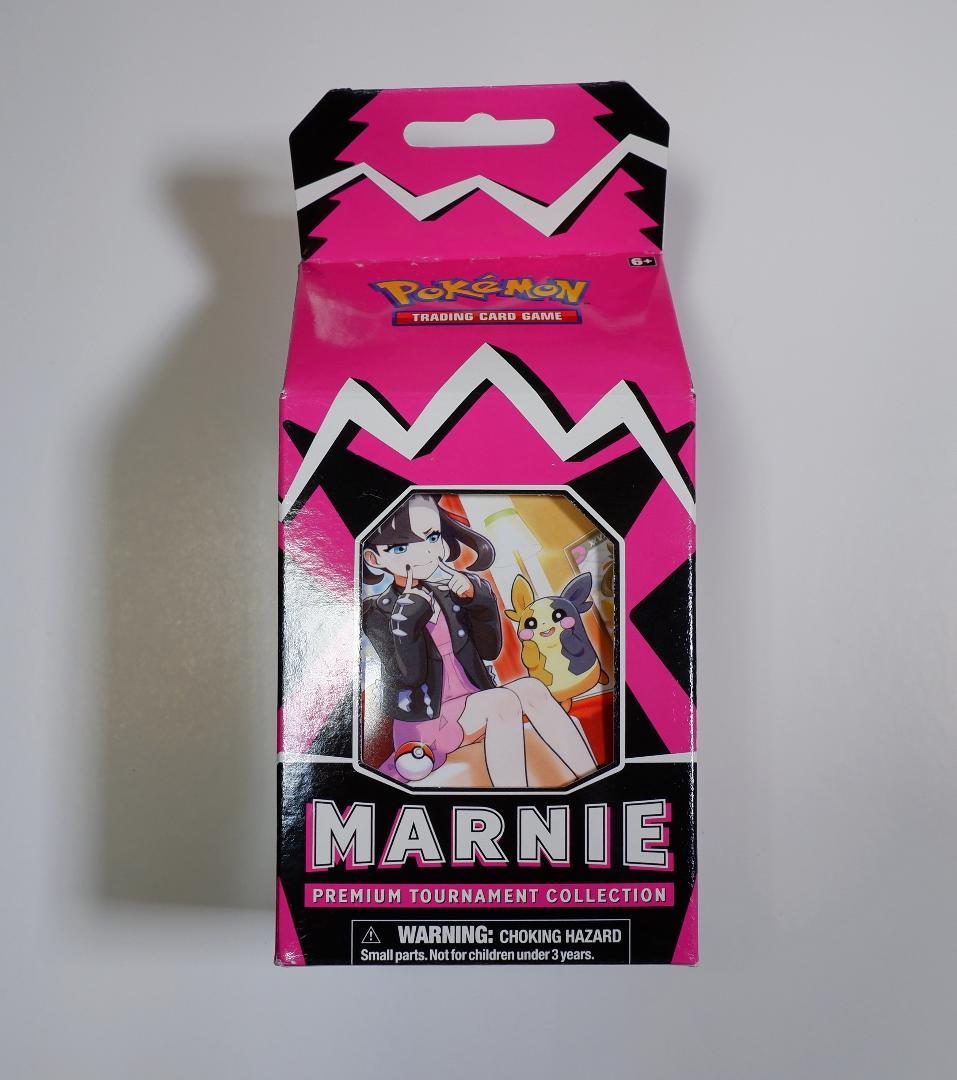 6+
POKéMON
TRADING CARD GAME
MARNIE
PREMIUM TOURNAMENT COLLECTION
WARNING: CHOKING HAZARD
Small parts. Not for children under 3 years.